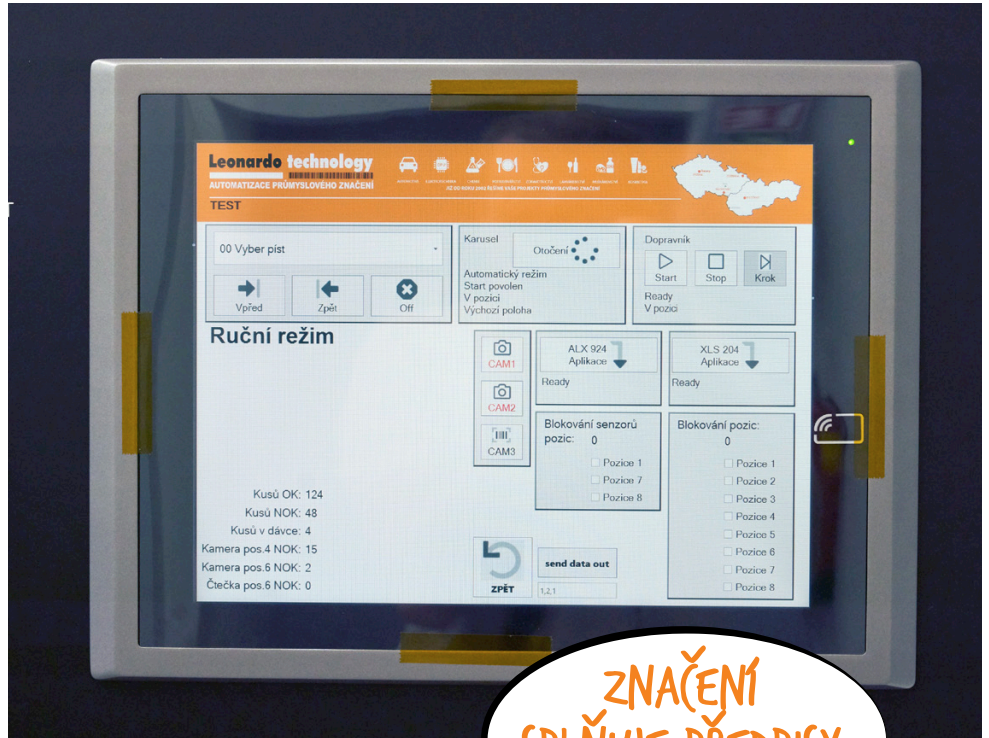 Leonardo technology
AUTOMATIZACE PRŮMYSLOVÉHO ZNAČENÍ
TEST
00 Vyber píst
Vpřed
Zpět
Off
Karusel
Otočení
Automatický režim
Start povolen
V pozici
Výchozí poloha
Dopravník
Start
Stop
Krok
Ready
V pozici
Ruční režim
CAM1
CAM2
CAM3
ALX 924
Aplikace
Ready
XLS 204
Aplikace
Ready
Blokování senzorů
pozic: 0
Pozice 1
Pozice 7
Pozice 8
Blokování pozic:
0
Pozice 1
Pozice 2
Pozice 3
Pozice 4
Pozice 5
Pozice 6
Pozice 7
Pozice 8
Kusů OK: 124
Kusů NOK: 48
Kusů v dávce: 4
Kamera pos.4 NOK: 15
Kamera pos.6 NOK: 2
Čtečka pos.6 NOK: 0
ZPĚT
send data out
1,2,1
ZNAČENÍ
SPLŇUJE PŘEDPISY